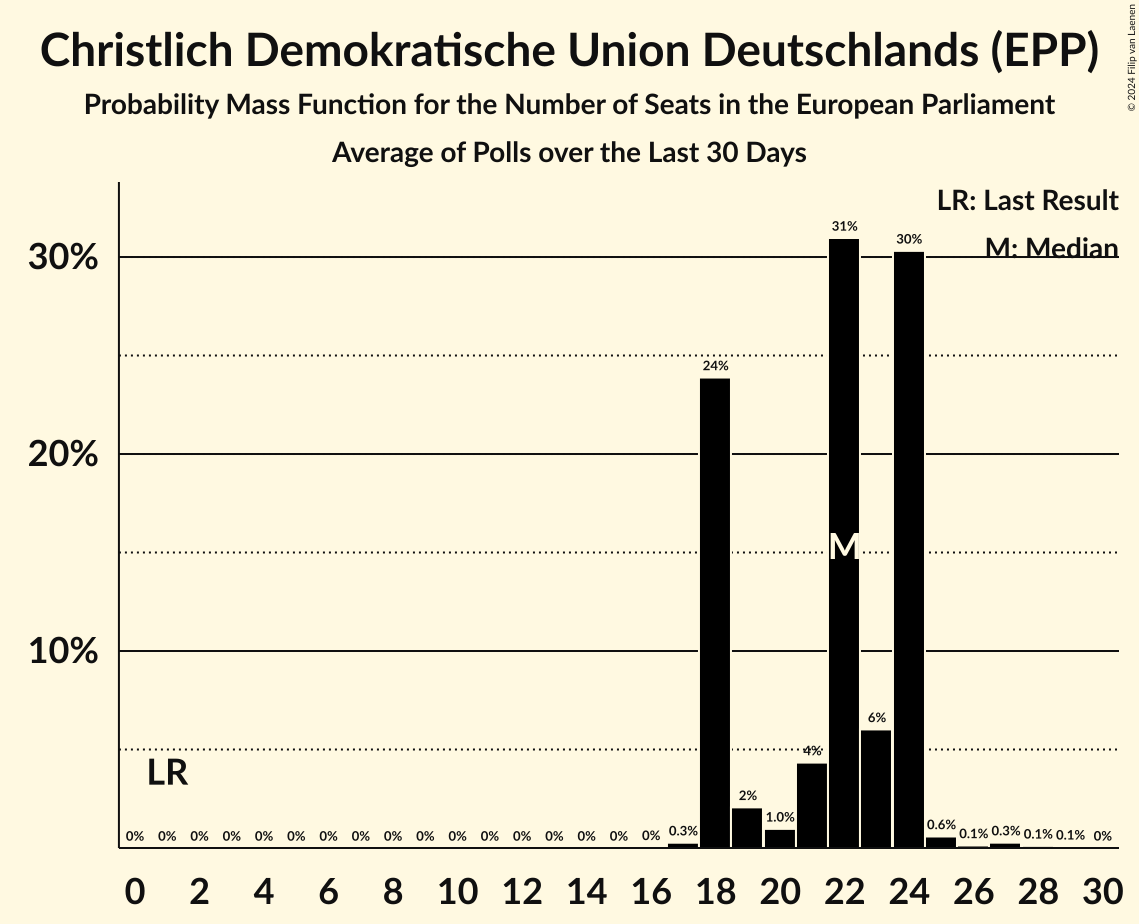 Christlich Demokratische Union Deutschlands (EPP)
Probability Mass Function for the Number of Seats in the European Parliament
Average of Polls over the Last 30 Days
© 2024 Filip van Laenen
LR: Last Result
M: Median
30%
20%
10%
31%
30%
24%
M
6%
4%
LR
2%
0% 0% 0% 0% 0% 0% 0% 0% 0% 0% 0% 0% 0% 0% 0% 0% 0% 0.3% 1.0% 0.6% 0.1% 0.3% 0.1% 0.1% 0%
0 2 4 6 8 10 12 14 16 18 20 22 24 26 28 30